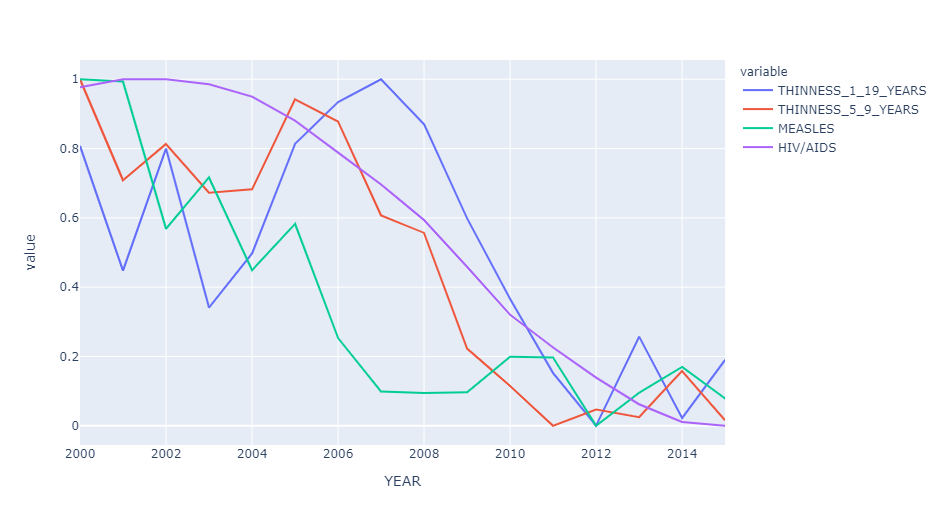 variable
THINNESS_1_19_YEARS
THINNESS_5_9_YEARS
MEASLES
HIV/AIDS
value
1
0.8
0.6
0.4
0.2
0
2000 2002 2004 2006 2008 2010 2012 2014
YEAR